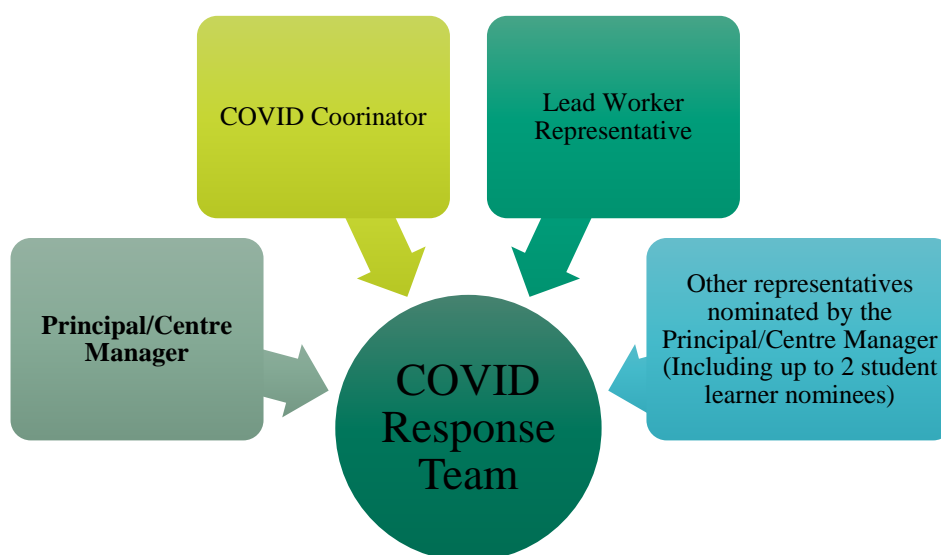 COVID Coorinator
Lead Worker
Representative
Principal/Centre
Manager
Other representatives
nominated by the
Principal/Centre Manager
(Including up to 2 student
learner nominees)
COVID
Response
Team